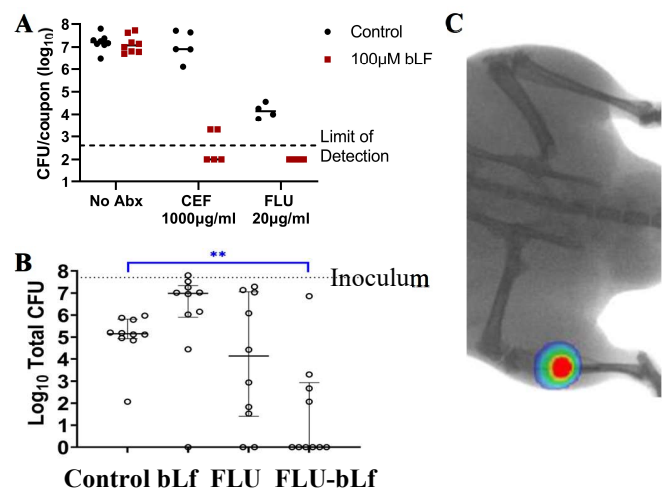 A
CFU/coupon (log10)
8
7
6
5
4
3
2
1
No Abx
CEF
1000µg/ml
FLU
20µg/ml
Control
100µM bLF
Limit of
Detection
B
**
Log10 Total CFU
8
7
6
5
4
3
2
1
0
Inoculum
Control bLf FLU FLU-bLf
C